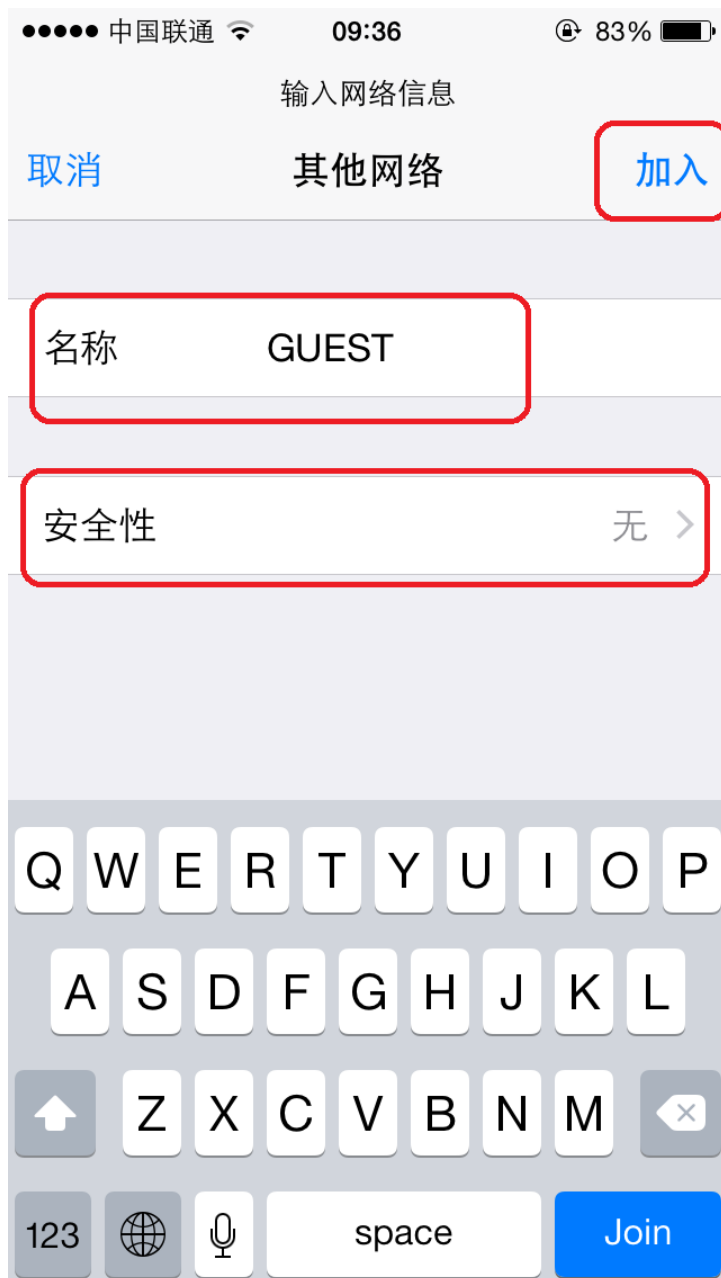 中国联通 09:36 83%
输入网络信息
取消 其他网络 加入
名称 GUEST
安全性 无
Q W E R T Y U I O P
A S D F G H J K L
Z X C V B N M
123 space Join